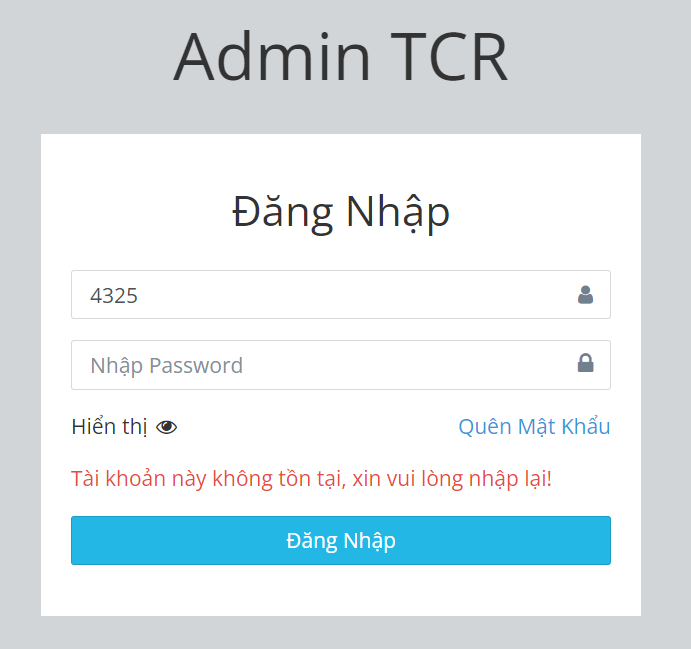 Admin TCR
Đăng Nhập
4325
Nhập Password
Hiển thị
Quên Mật Khẩu
Tài khoản này không tồn tại, xin vui lòng nhập lại!
Đăng Nhập